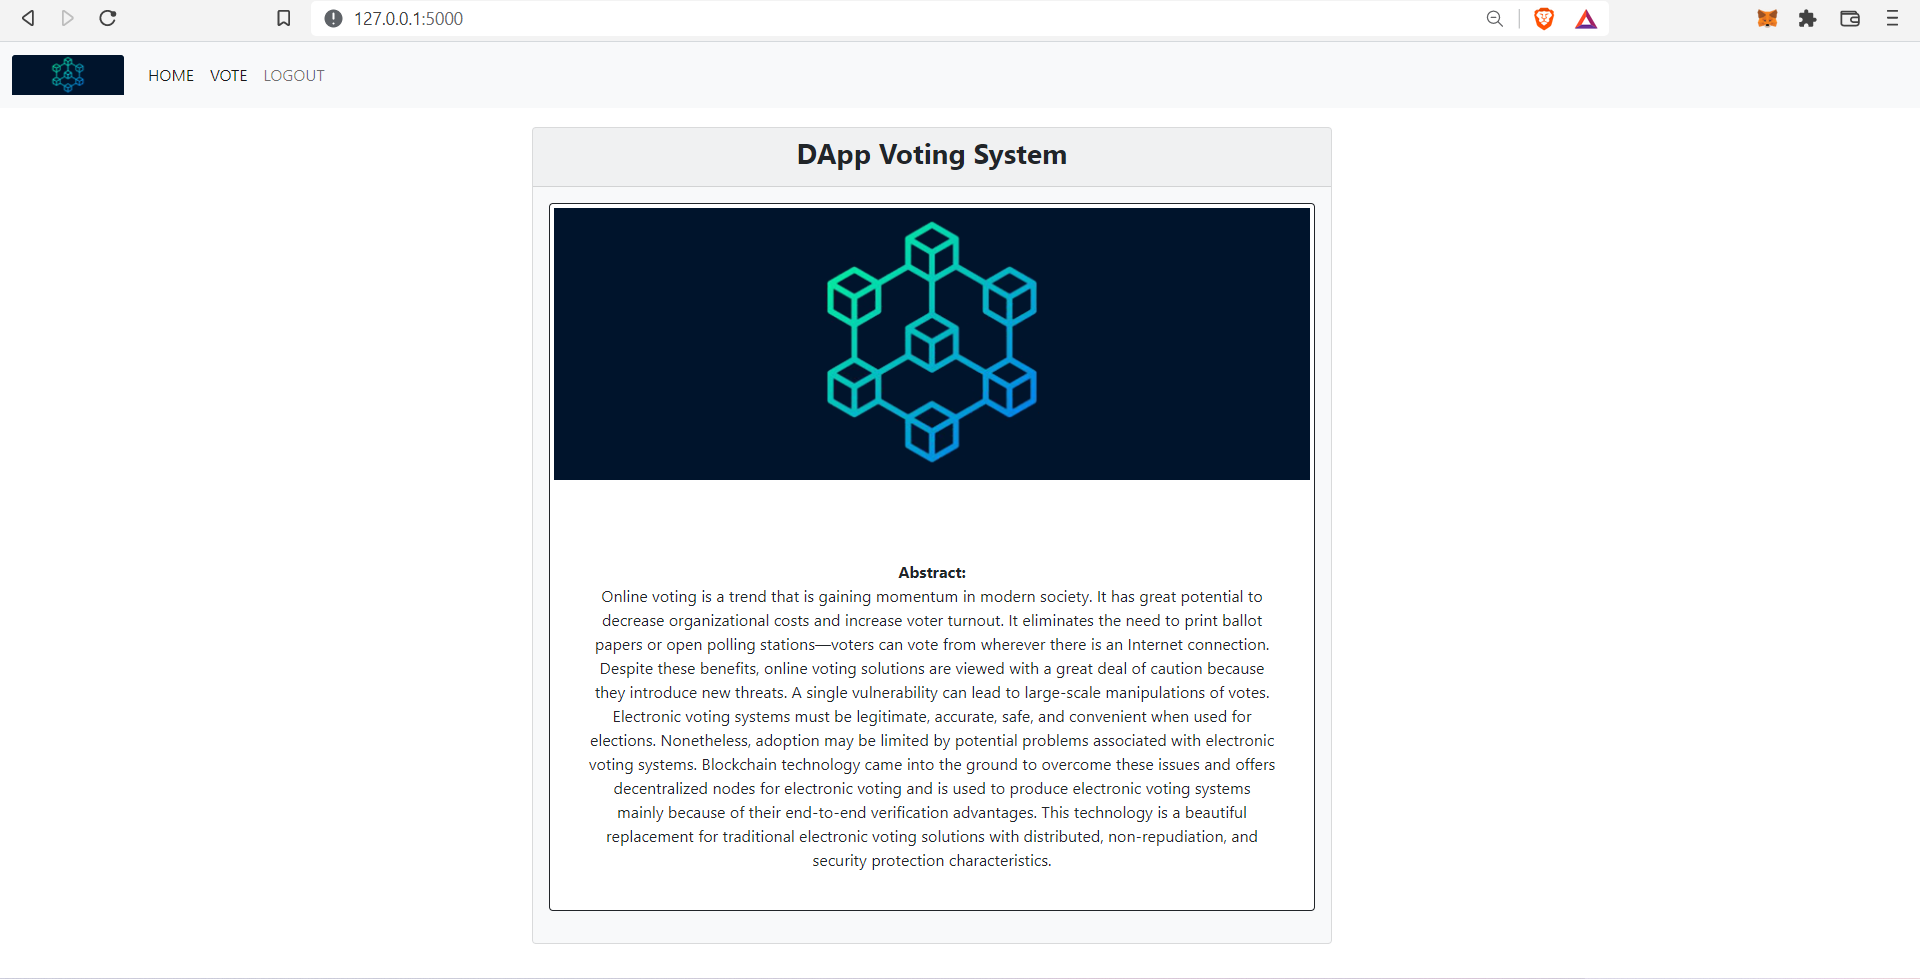 127.0.0.1:5000
HOME VOTE LOGOUT
DApp Voting System
Abstract:
Online voting is a trend that is gaining momentum in modern society. It has great potential to
decrease organizational costs and increase voter turnout. It eliminates the need to print ballot
papers or open polling stations—voters can vote from wherever there is an Internet connection.
Despite these benefits, online voting solutions are viewed with a great deal of caution because
they introduce new threats. A single vulnerability can lead to large-scale manipulations of votes.
Electronic voting systems must be legitimate, accurate, safe, and convenient when used for
elections. Nonetheless, adoption may be limited by potential problems associated with electronic
voting systems. Blockchain technology came into the ground to overcome these issues and offers
decentralized nodes for electronic voting and is used to produce electronic voting systems
mainly because of their end-to-end verification advantages. This technology is a beautiful
replacement for traditional electronic voting solutions with distributed, non-repudiation, and
security protection characteristics.